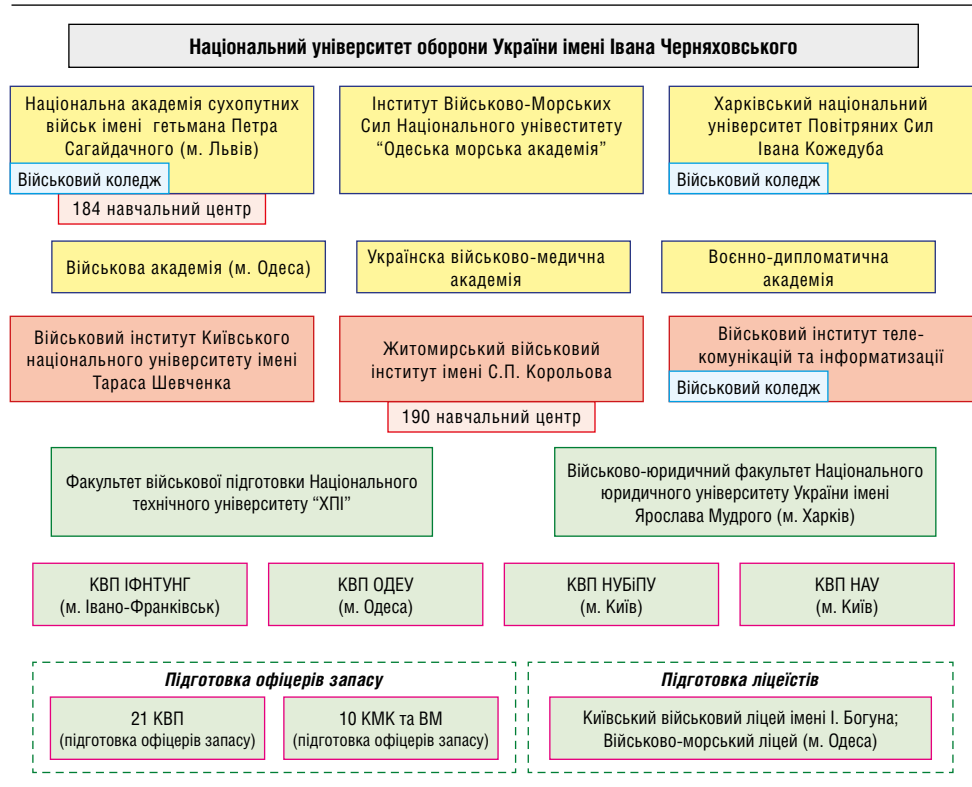 Національний університет оборони України імені Івана Черняховського
Національна академія сухопутних
військ імені гетьмана Петра
Сагайдачного (м. Львів)
Військовий коледж
184 навчальний центр
Інститут Військово-Морських
Сил Національного унівеститету
“Одеська морська академія”
Харківський національний
університет Повітряних Сил
Івана Кожедуба
Військовий коледж
Військова академія (м. Одеса)
Українска військово-медична
академія
Воєнно-дипломатична
академія
Військовий інститут Київського
національного університету імені
Тараса Шевченка
Житомирський військовий
інститут імені С.П. Корольова
190 навчальний центр
Військовий інститут теле-
комунікацій та інформатизації
Військовий коледж
Факультет військової підготовки Національного
технічного університету “ХПІ”
Військово-юридичний факультет Національного
юридичного університету України імені
Ярослава Мудрого (м. Харків)
КВП ІФНТУНГ
(м. Івано-Франківськ)
КВП ОДЕУ
(м. Одеса)
КВП НУБіПУ
(м. Київ)
КВП НАУ
(м. Київ)
Підготовка офіцерів запасу
21 КВП
(підготовка офіцерів запасу)
10 КМК та ВМ
(підготовка офіцерів запасу)
Підготовка ліцеїстів
Київський військовий ліцей імені І. Богуна;
Військово-морський ліцей (м. Одеса)